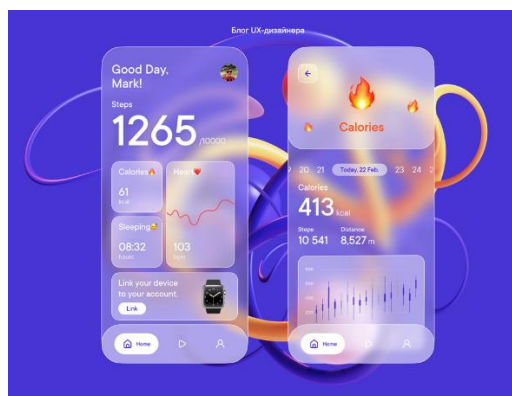 Блог UX-дизайнера
Good Day,
Mark!
Steps
1265 /10000
Calories🔥
61
kcal
Heart❤️
103
bpm
Sleeping😴
08:32
hours
Link your device
to your account.
Link
Home
Calories
20 21 Today, 22 Feb. 23 24
Calories
413 kcal
Steps
10 541
Distance
8,527 m
Home